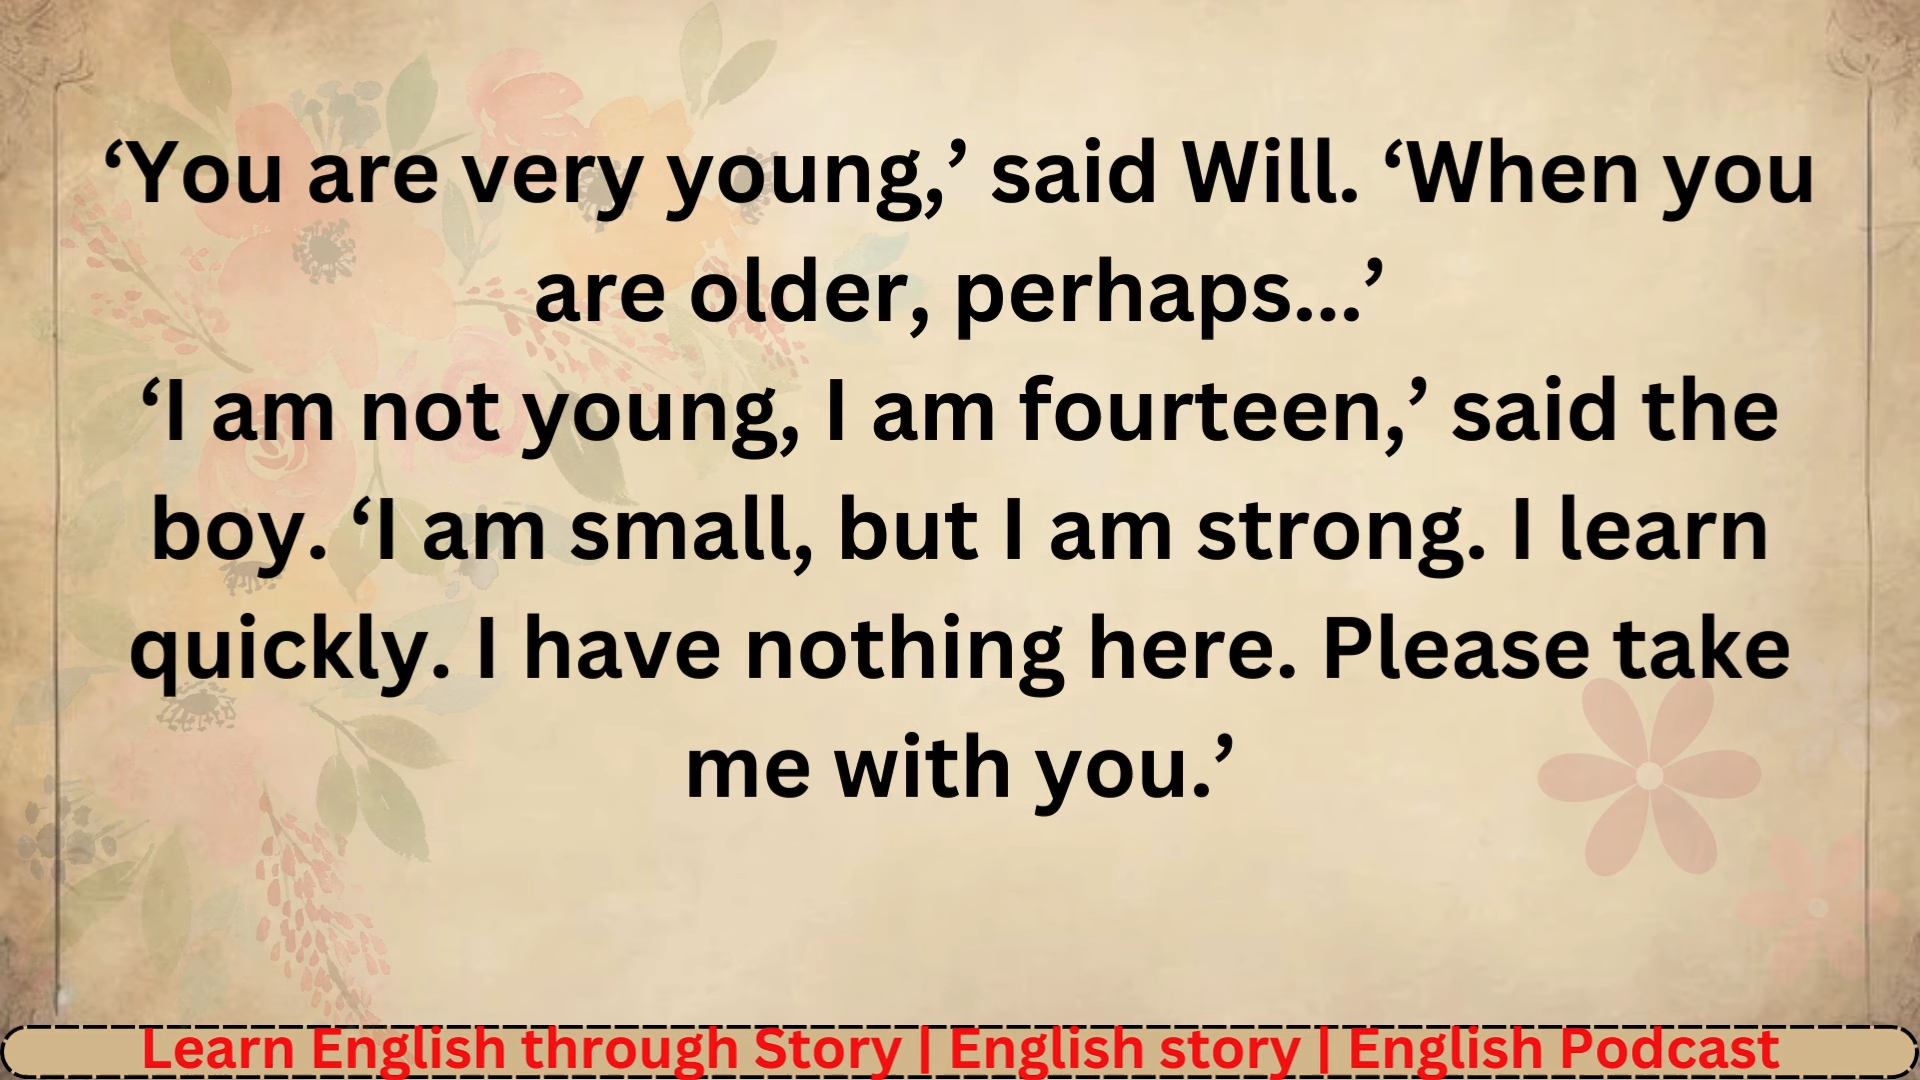 ‘You are very young,’ said Will. ‘When you
are older, perhaps...’
‘I am not young, I am fourteen,’ said the
boy. ‘I am small, but I am strong. I learn
quickly. I have nothing here. Please take
me with you.’
Learn English through Story | English story | English Podcast